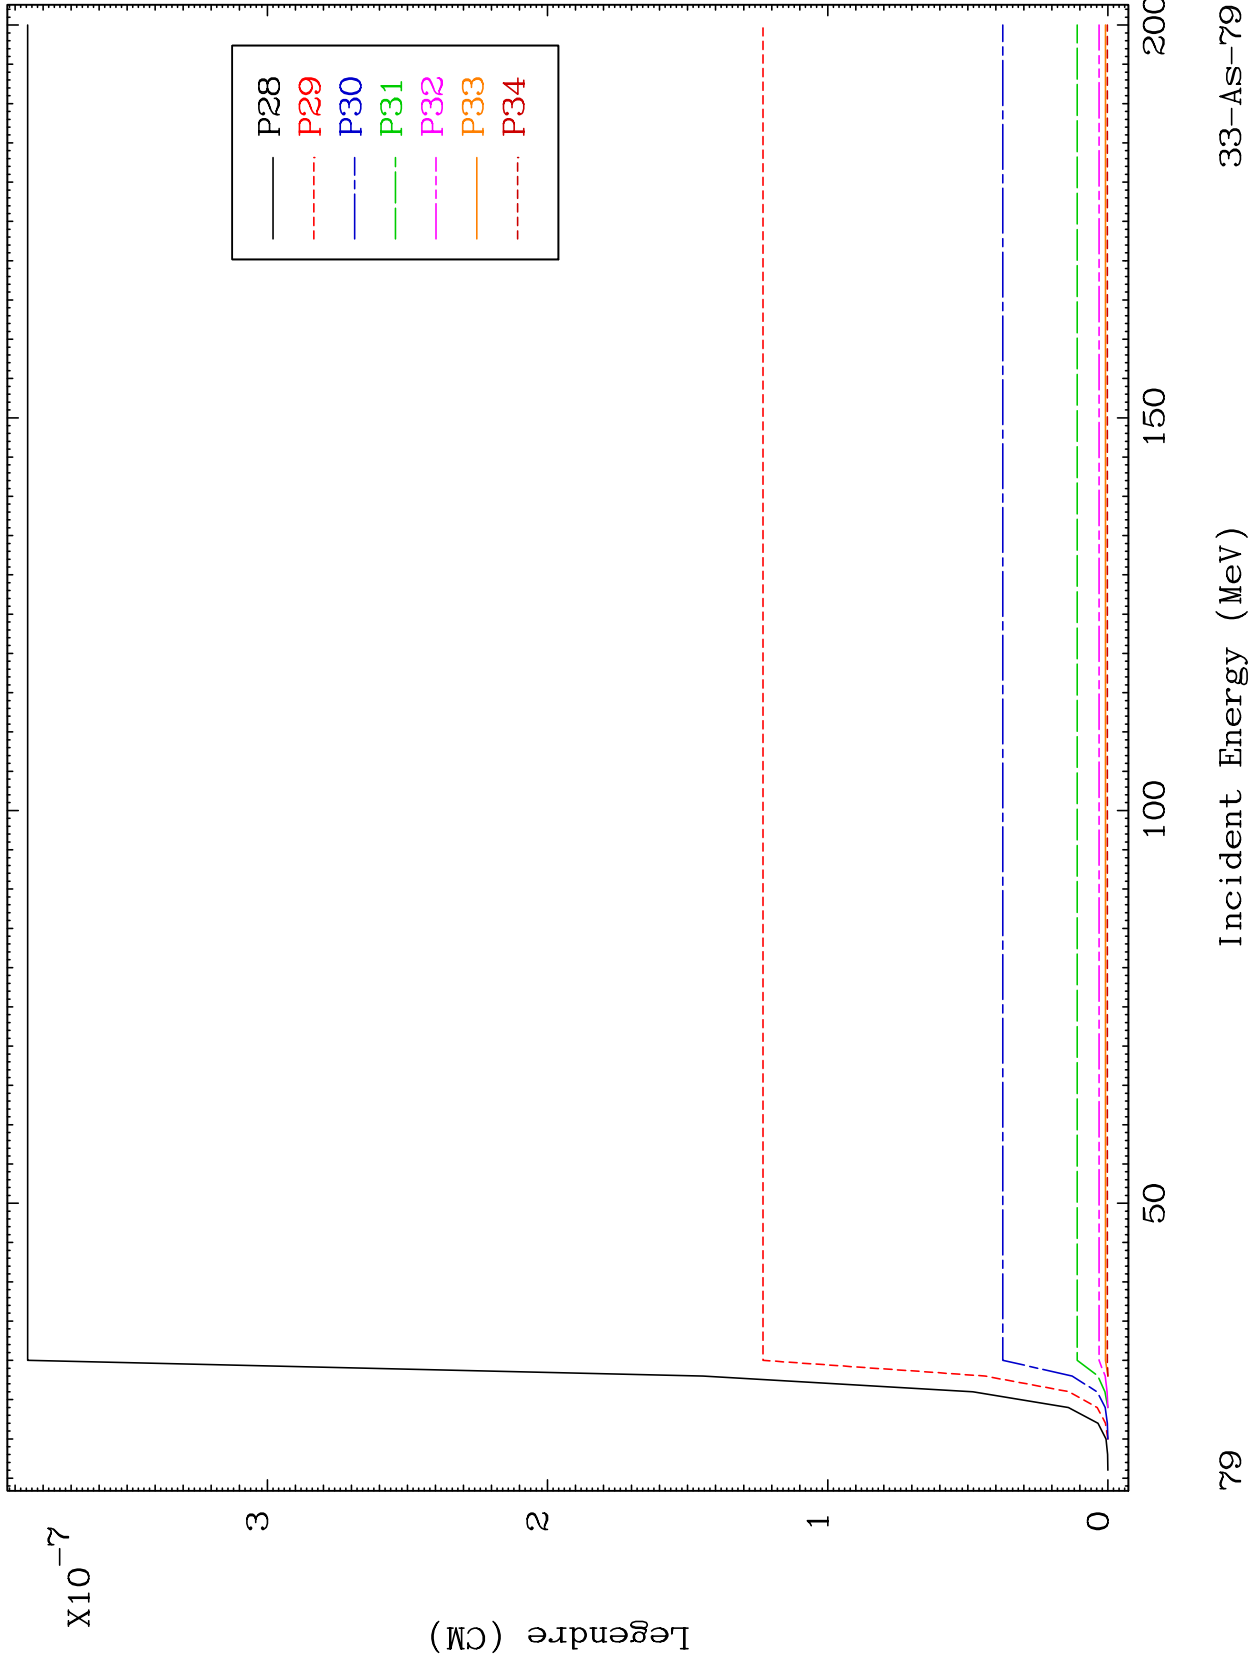 X10
-7
3
2
1
0
Legendre (CM)
P28
P29
P30
P31
P32
P33
P34
50
100
150
200
Incident Energy (MeV)
79
33-As-79